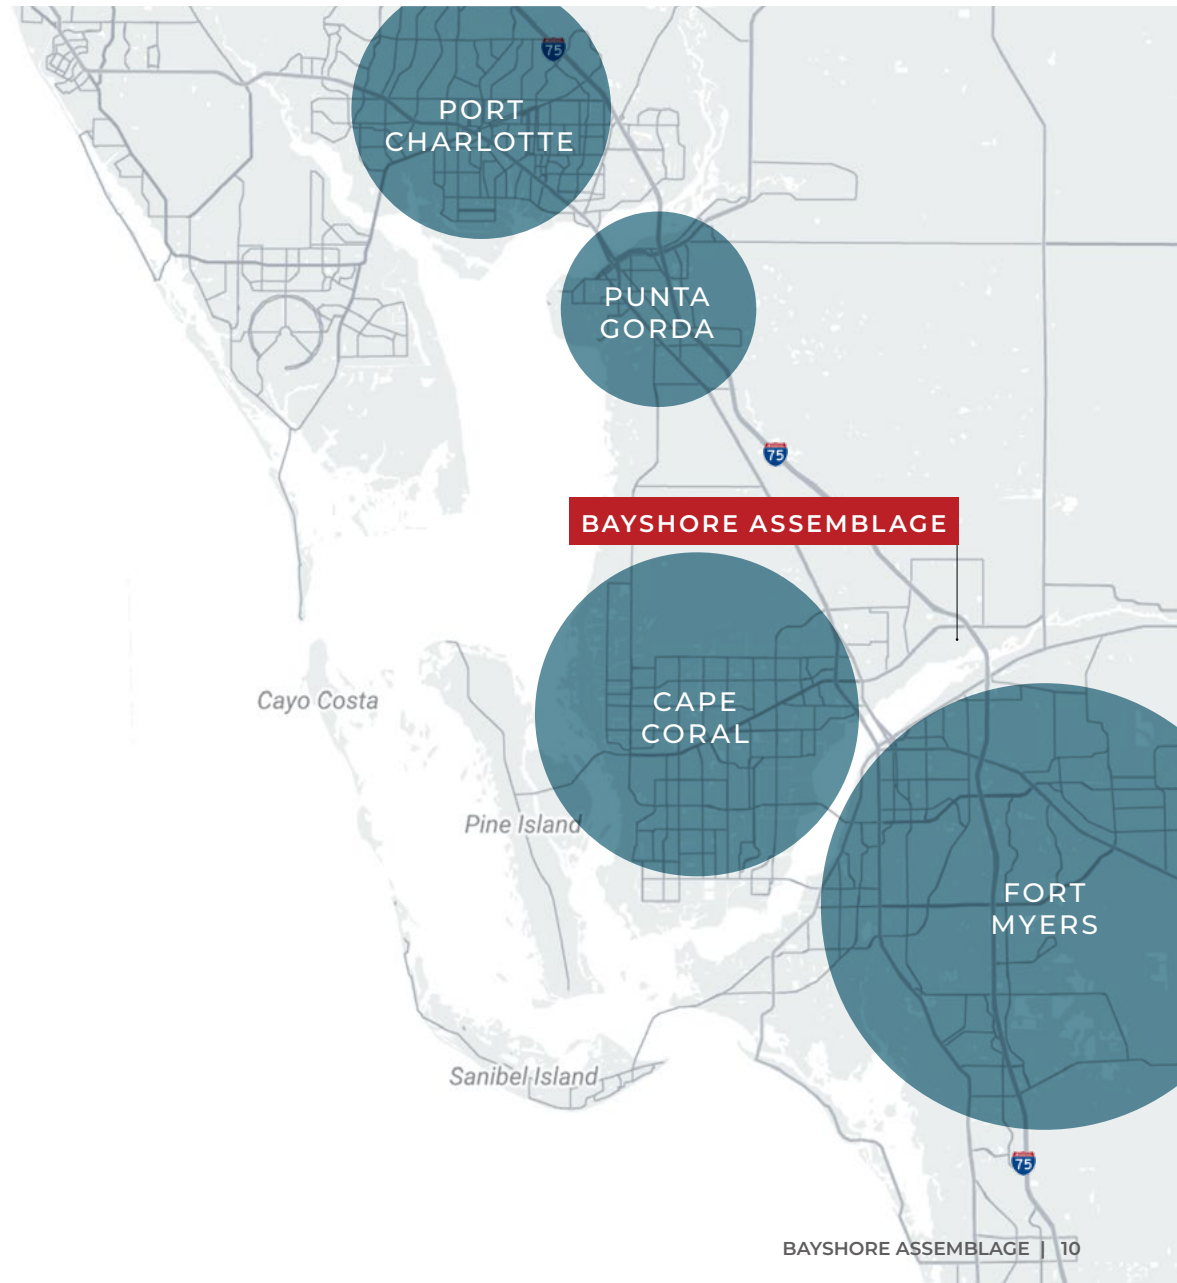 75
PORT
CHARLOTTE
PUNTA
GORDA
75
BAYSHORE ASSEMBLAGE
Cayo Costa
CAPE
CORAL
Pine Island
FORT
MYERS
Sanibel Island
75
BAYSHORE ASSEMBLAGE | 10